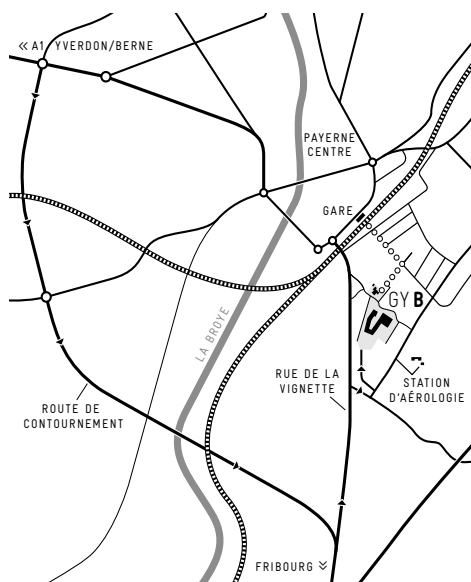 « A1 YVERDON/BERNE
PAYERNE
CENTRE
GARE
GY B
LA BROYE
RUE DE LA
VIGNETTE
STATION
D'AÉROLOGIE
ROUTE DE
CONTOURNEMENT
FRIBOURG »